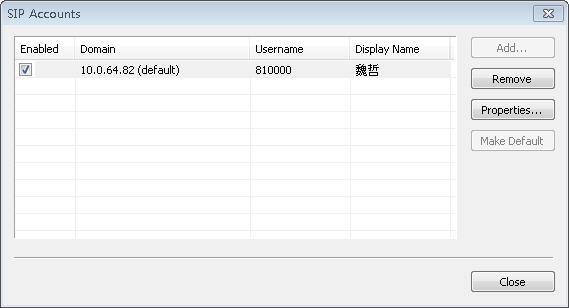 SIP Accounts
Enabled Domain Username Display Name
10.0.64.82 (default) 810000 魏哲
Add...
Remove
Properties...
Make Default
Close